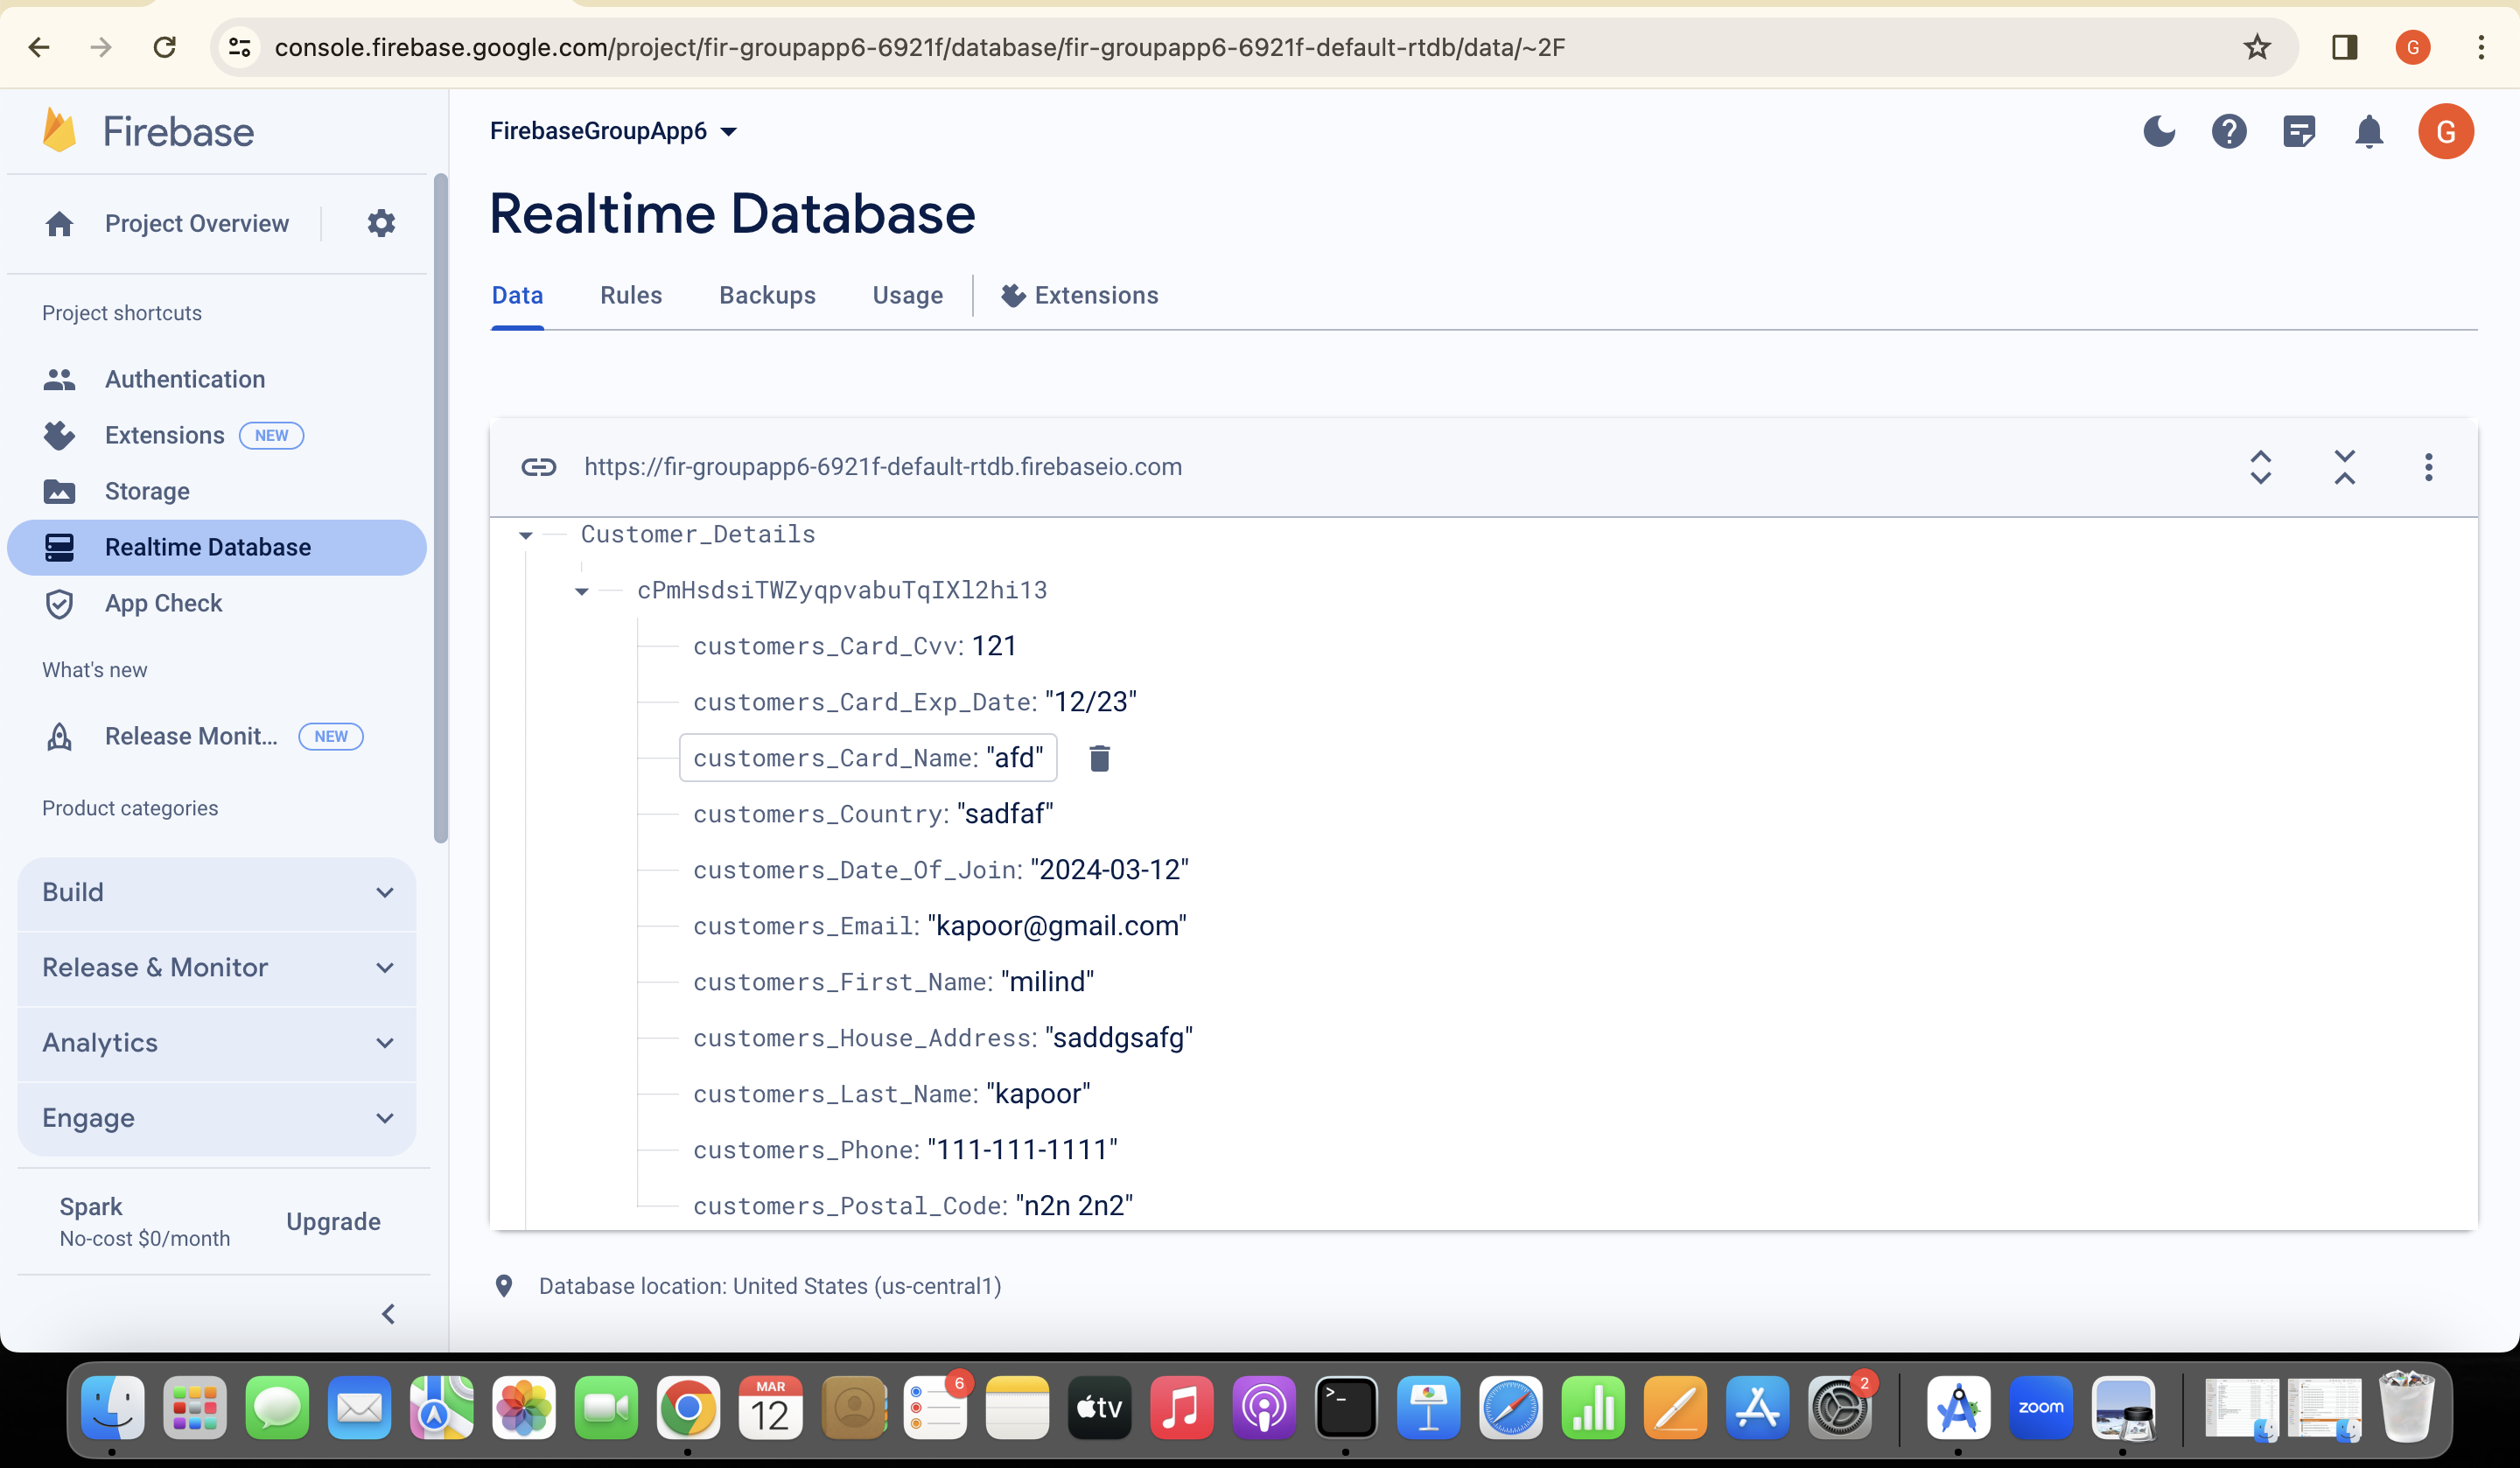 console.firebase.google.com/project/fir-groupapp6-6921f/database/fir-groupapp6-6921f-default-rtdb/data/~2F
G
Firebase
FirebaseGroupApp6
G
Project Overview
Realtime Database
Data Rules Backups Usage Extensions
Project shortcuts
Authentication
Extensions NEW
Storage
Realtime Database
App Check
What's new
Release Monit... NEW
Product categories
Build
Release & Monitor
Analytics
Engage
Spark
No-cost $0/month
Upgrade
https://fir-groupapp6-6921f-default-rtdb.firebaseio.com
Customer_Details
cPmHsdsiTWZyqpvabuTqIXl2hi13
customers_Card_Cvv: 121
customers_Card_Exp_Date: "12/23"
customers_Card_Name: "afd"
customers_Country: "sadfaf"
customers_Date_Of_Join: "2024-03-12"
customers_Email: "kapoor@gmail.com"
customers_First_Name: "milind"
customers_House_Address: "saddgsafg"
customers_Last_Name: "kapoor"
customers_Phone: "111-111-1111"
customers_Postal_Code: "n2n 2n2"
Database location: United States (us-central1)
MAR
12
6
tv
>_
2
zoom